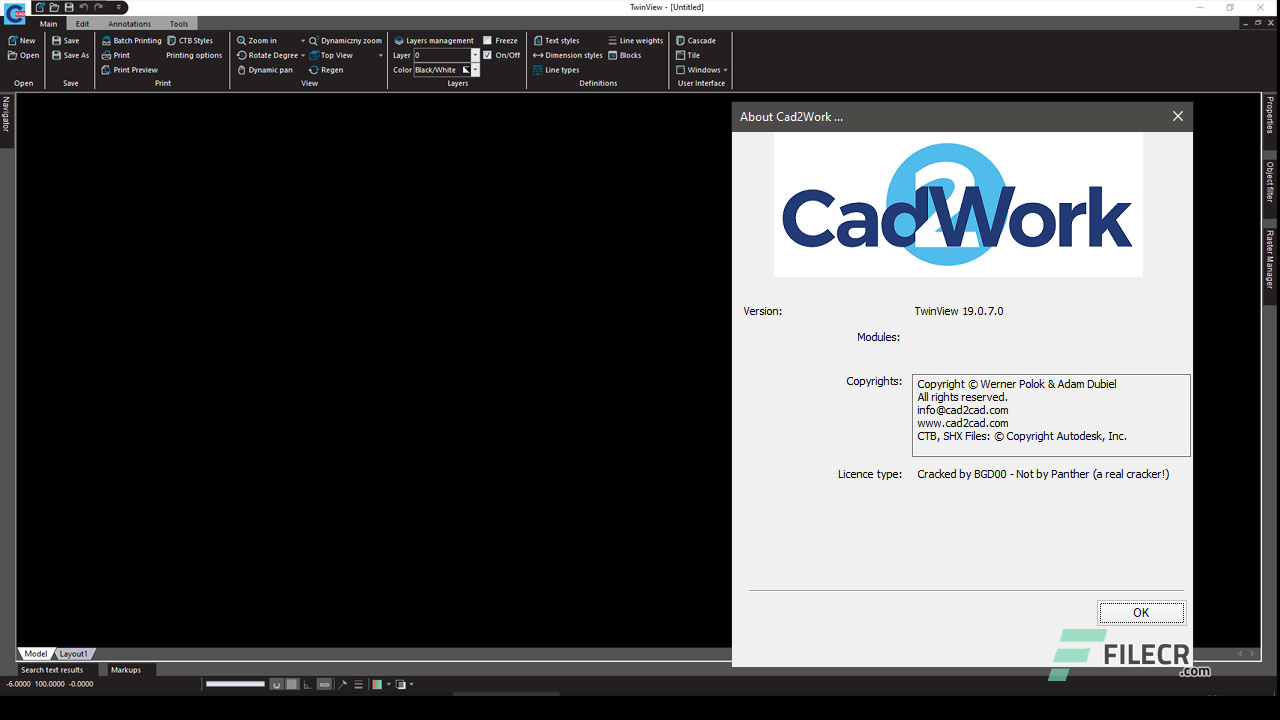 TwinView - [Untitled]
Main Edit Annotations Tools
New Save Batch Printing CTB Styles Zoom in Dynamiczny zoom Layers management Freeze Text styles Line weights Cascade
Open Save As Print Printing options Rotate Degree Top View Layer 0 On/Off Dimension styles Blocks Tile
Print Preview Dynamic pan Regen Color Black/White Line types Windows
Open Save Print View Layers Definitions User Interface
Navigator
Properties
Object filter
Raster Manager
About Cad2Work ...
Cad2Work
Version: TwinView 19.0.7.0
Modules:
Copyrights: Copyright © Werner Polok & Adam Dubiel
All rights reserved.
info@cad2cad.com
www.cad2cad.com
CTB, SHX Files: © Copyright Autodesk, Inc.
Licence type: Cracked by BGD00 - Not by Panther (a real cracker!)
OK
FILECR
.com
Model Layout1
Search text results Markups
-6.0000 100.0000 -0.0000